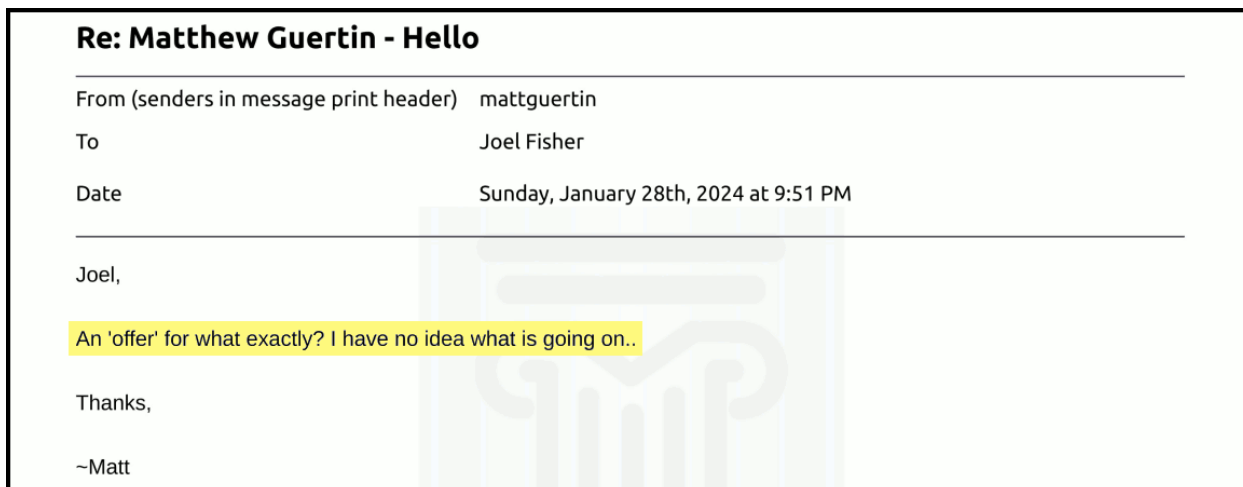 Re: Matthew Guertin - Hello
From (senders in message print header) mattguertin
To Joel Fisher
Date Sunday, January 28th, 2024 at 9:51 PM
Joel,
An 'offer' for what exactly? I have no idea what is going on..
Thanks,
~Matt